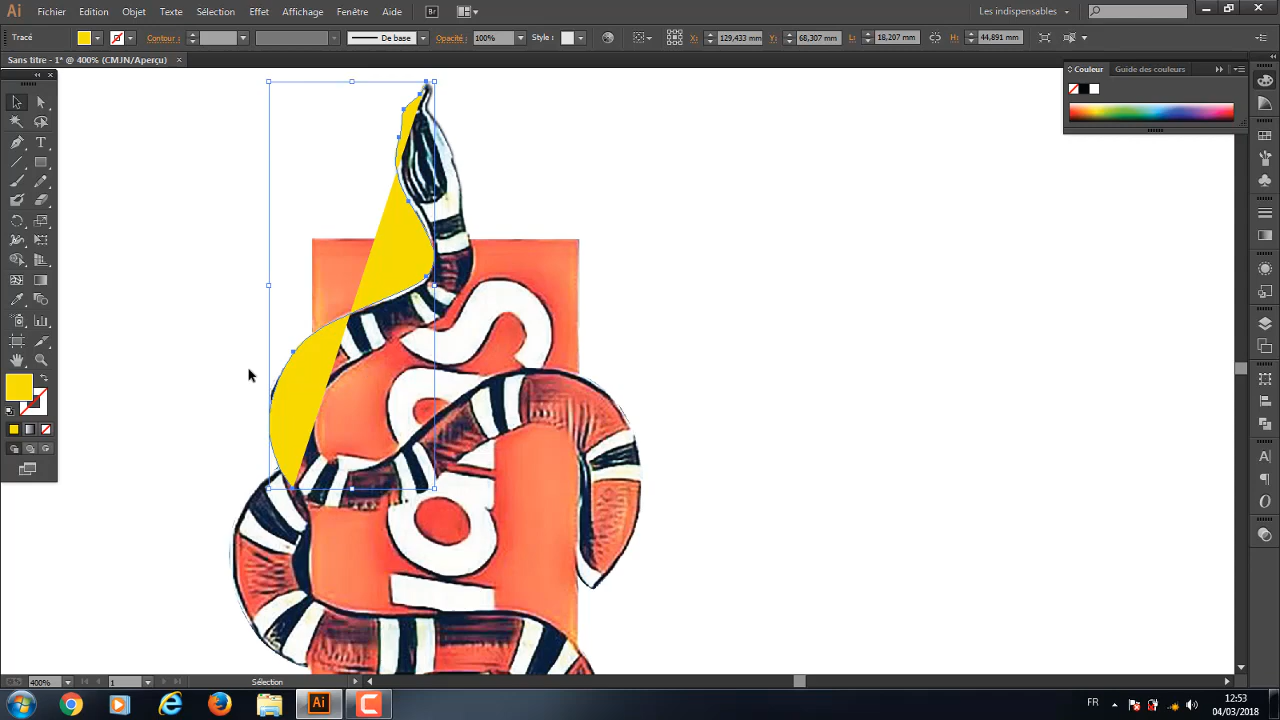 Ai Fichier Edition Objet Texte Sélection Effet Affichage Fenêtre Aide Br Les indispensables
Tracé Contour : De base Opacité : 100% Style : X: 129,433 mm Y: 68,307 mm L: 18,207 mm H: 44,891 mm
Sans titre - 1* @ 400% (CMJN/Aperçu) ×
Couleur Guide des couleurs
T
A
O
400% 1 Sélection
Ai FR 12:53
04/03/2018